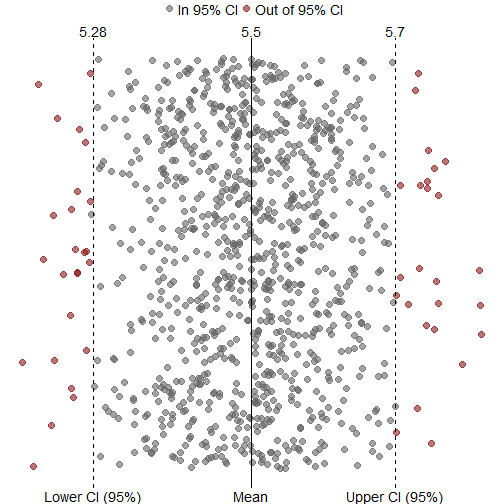 In 95% CI Out of 95% CI
5.28 5.5 5.7
Lower CI (95%) Mean Upper CI (95%)